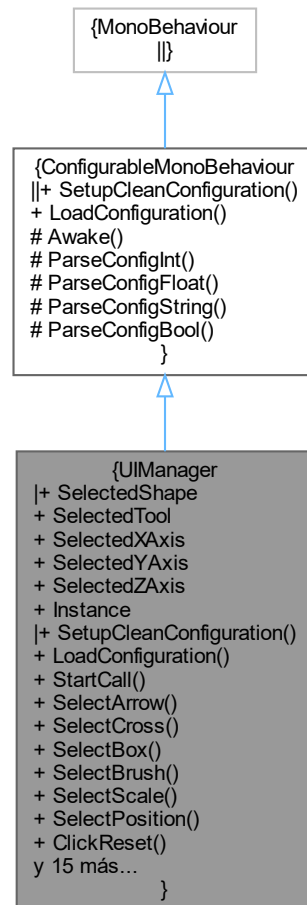 {MonoBehaviour
||}
{ConfigurableMonoBehaviour
||+ SetupCleanConfiguration()
+ LoadConfiguration()
# Awake()
# ParseConfigInt()
# ParseConfigFloat()
# ParseConfigString()
# ParseConfigBool()
}
{UIManager
|+ SelectedShape
+ SelectedTool
+ SelectedXAxis
+ SelectedYAxis
+ SelectedZAxis
+ Instance
|+ SetupCleanConfiguration()
+ LoadConfiguration()
+ StartCall()
+ SelectArrow()
+ SelectCross()
+ SelectBox()
+ SelectBrush()
+ SelectScale()
+ SelectPosition()
+ ClickReset()
y 15 más...
}